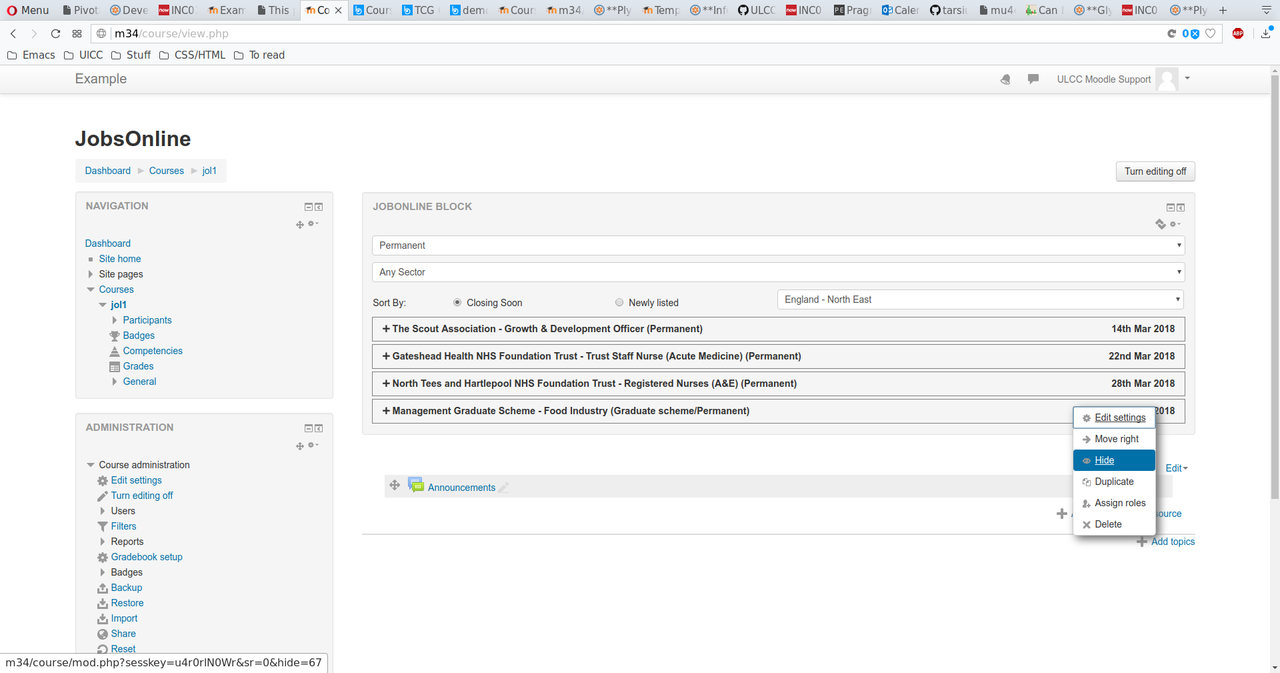 Menu Pivot Deve INC0 Exam This Co Cour TCG demo Cour m34 **Ply Temp **Inf ULCC INC0 Prag Caler tarsiu mu4 Can **Gly INC0 **Ply
m34/course/view.php 0 ABP
Emacs UICC Stuff CSS/HTML To read
Example ULCC Moodle Support
JobsOnline
Dashboard Courses jol1
Turn editing off
NAVIGATION
Dashboard
Site home
Site pages
Courses
jol1
Participants
Badges
Competencies
Grades
General
ADMINISTRATION
Course administration
Edit settings
Turn editing off
Users
Filters
Reports
Gradebook setup
Badges
Backup
Restore
Import
Share
Reset
JOBONLINE BLOCK
Permanent
Any Sector
Sort By: Closing Soon Newly listed England - North East
The Scout Association - Growth & Development Officer (Permanent) 14th Mar 2018
Gateshead Health NHS Foundation Trust - Trust Staff Nurse (Acute Medicine) (Permanent) 22nd Mar 2018
North Tees and Hartlepool NHS Foundation Trust - Registered Nurses (A&E) (Permanent) 28th Mar 2018
Management Graduate Scheme - Food Industry (Graduate scheme/Permanent) 2018
Edit settings
Move right
Hide
Duplicate
Assign roles
Delete
Edit
Announcements
source
Add topics
m34/course/mod.php?sesskey=u4r0rlN0Wr&sr=0&hide=67